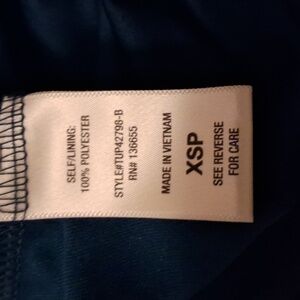 SELF/LINING:
100% POLYESTER
STYLE#TUP42798-B
RN# 136655
MADE IN VIETNAM
XSP
SEE REVERSE
FOR CARE